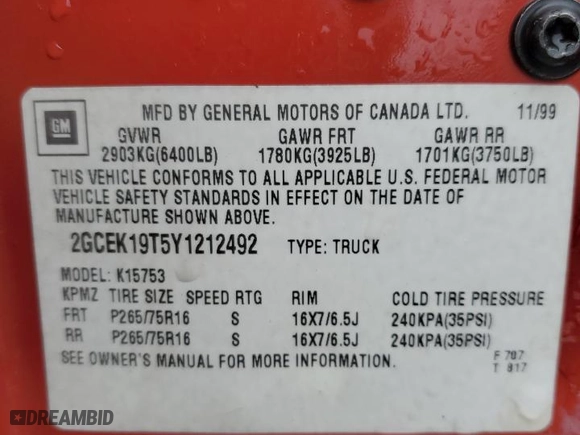 GM
MFD BY GENERAL MOTORS OF CANADA LTD. 11/99
GVWR GAWR FRT GAWR RR
2903KG(6400LB) 1780KG(3925LB) 1701KG(3750LB)
THIS VEHICLE CONFORMS TO ALL APPLICABLE U.S. FEDERAL MOTOR
VEHICLE SAFETY STANDARDS IN EFFECT ON THE DATE OF
MANUFACTURE SHOWN ABOVE.
2GCEK19T5Y1212492 TYPE: TRUCK
MODEL: K15753
KPMZ TIRE SIZE SPEED RTG RIM COLD TIRE PRESSURE
FRT P265/75R16 S 16X7/6.5J 240KPA(35PSI)
RR P265/75R16 S 16X7/6.5J 240KPA(35PSI)
SEE OWNER'S MANUAL FOR MORE INFORMATION.
F 707
T 817
DREAMBID